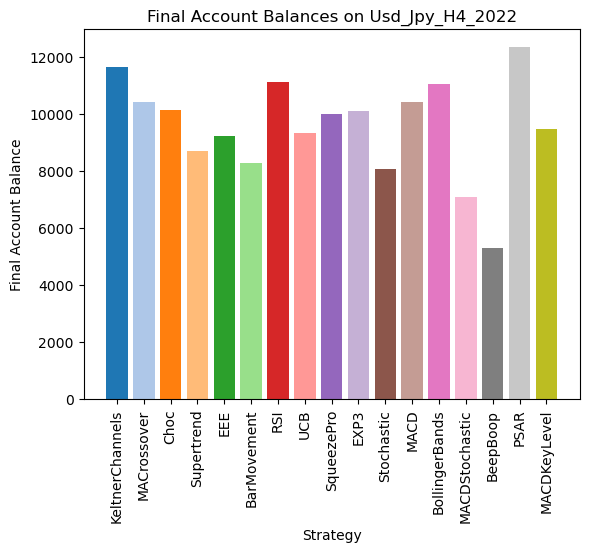 Final Account Balances on Usd_Jpy_H4_2022
Final Account Balance
12000
10000
8000
6000
4000
2000
0
KeltnerChannels
MACrossover
Choc
Supertrend
EEE
BarMovement
RSI
UCB
SqueezePro
EXP3
Stochastic
MACD
BollingerBands
MACDStochastic
BeepBoop
PSAR
MACDKeyLevel
Strategy